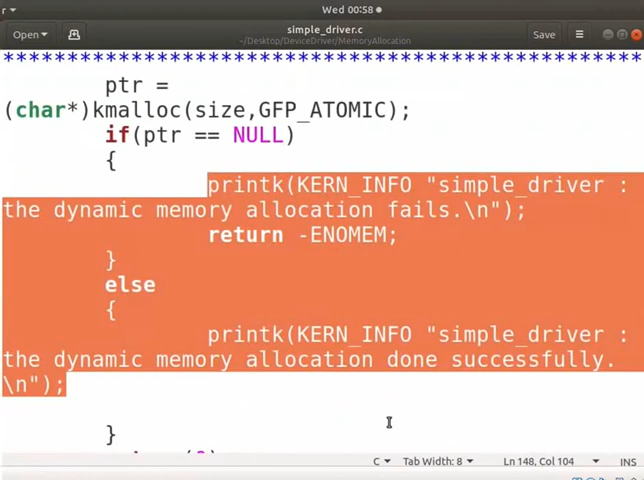 Wed 00:58
Open
simple_driver.c
~/Desktop/DeviceDriver/MemoryAllocation
Save
****************************************************
ptr =
(char*)kmalloc(size,GFP_ATOMIC);
if(ptr == NULL)
{
printk(KERN_INFO "simple_driver :
the dynamic memory allocation fails.\n");
return -ENOMEM;
}
else
{
printk(KERN_INFO "simple_driver :
the dynamic memory allocation done successfully.
\n");
}
C
Tab Width: 8
Ln 148, Col 104
INS